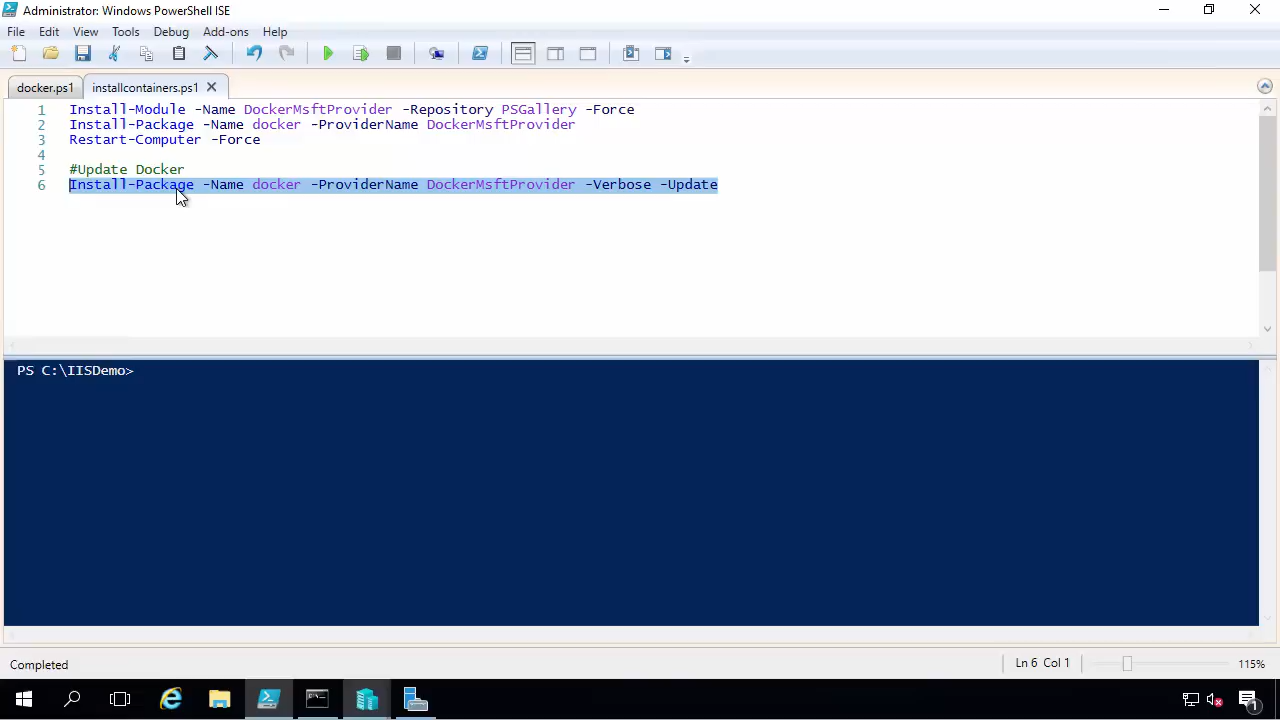 Administrator: Windows PowerShell ISE
File Edit View Tools Debug Add-ons Help
docker.ps1 installcontainers.ps1
1 Install-Module -Name DockerMsftProvider -Repository PSGallery -Force
2 Install-Package -Name docker -ProviderName DockerMsftProvider
3 Restart-Computer -Force
4
5 #Update Docker
6 Install-Package -Name docker -ProviderName DockerMsftProvider -Verbose -Update
PS C:\IISDemo>
Completed Ln 6 Col 1 115%
1